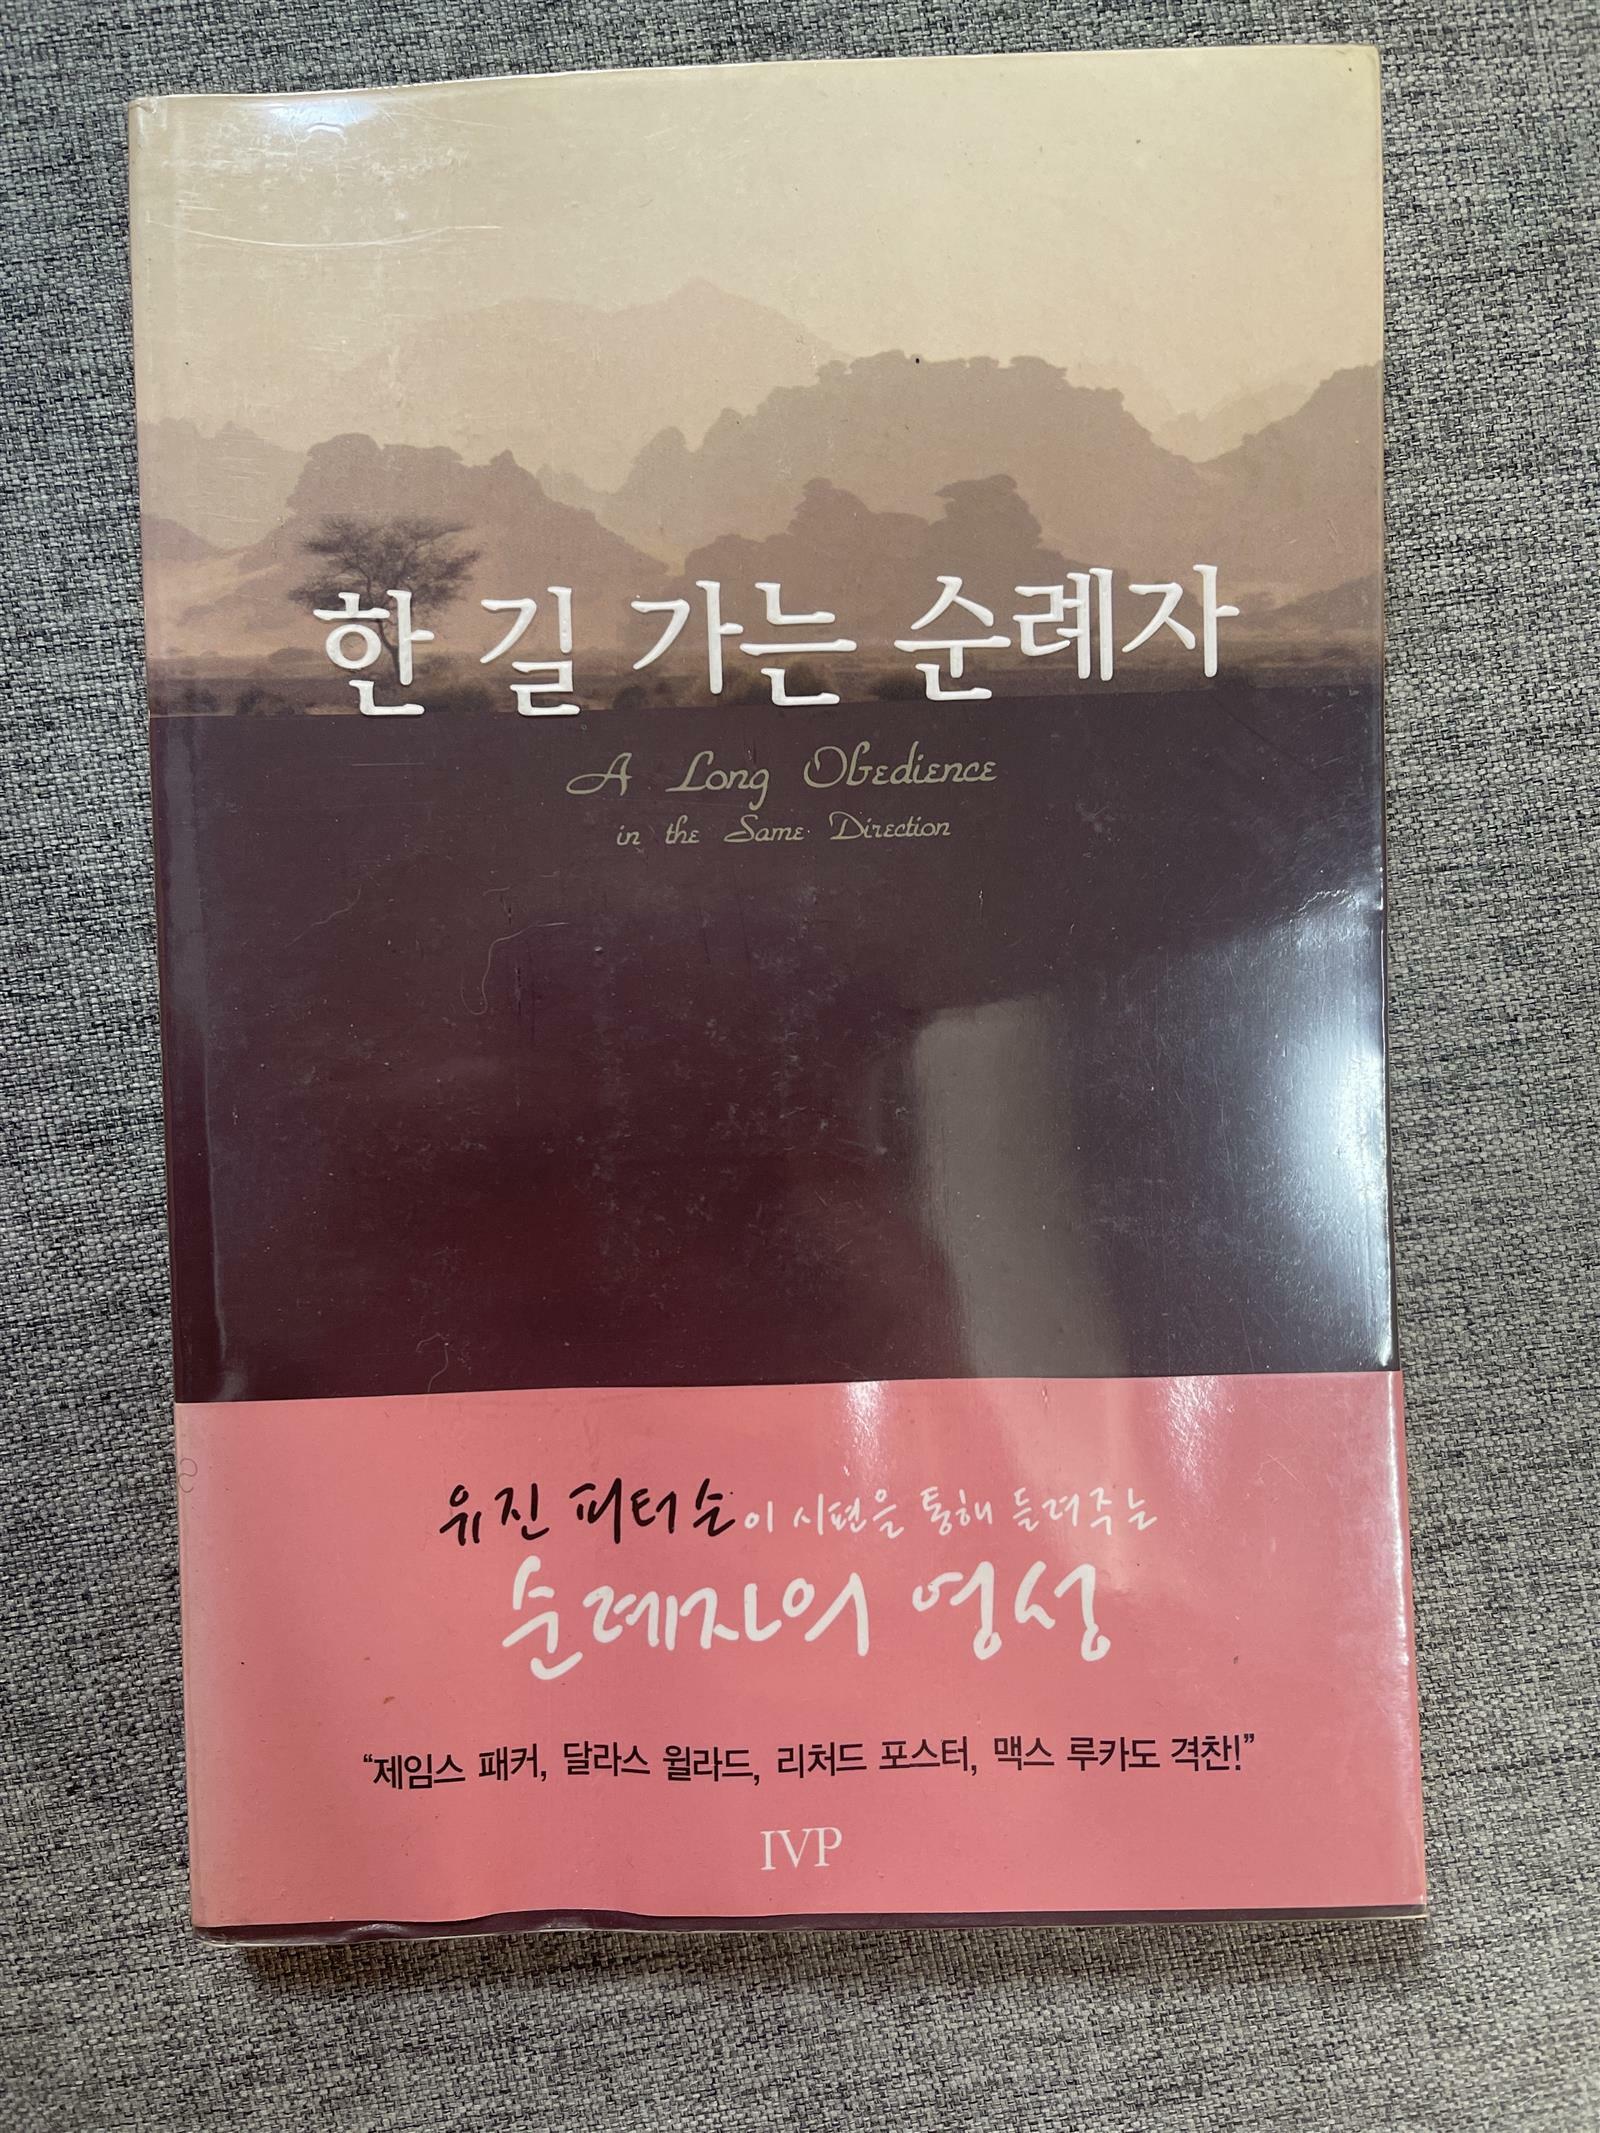 한 길 가는 순례자
A Long Obedience
in the Same Direction
유진 피터슨이 시편을 통해 들려주는
순례자의 영성
“제임스 패커, 달라스 윌라드, 리처드 포스터, 맥스 루카도 격찬!”
IVP